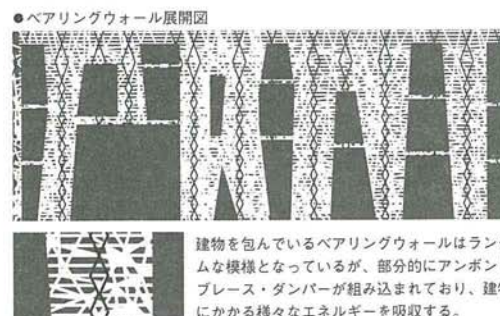 ●ベアリングウォール展開図
建物を包んでいるベアリングウォールはラン
ムな模様となっているが、部分的にアンボン
ブレース・ダンパーが組み込まれており、建
にかかる様々なエネルギーを吸収する。